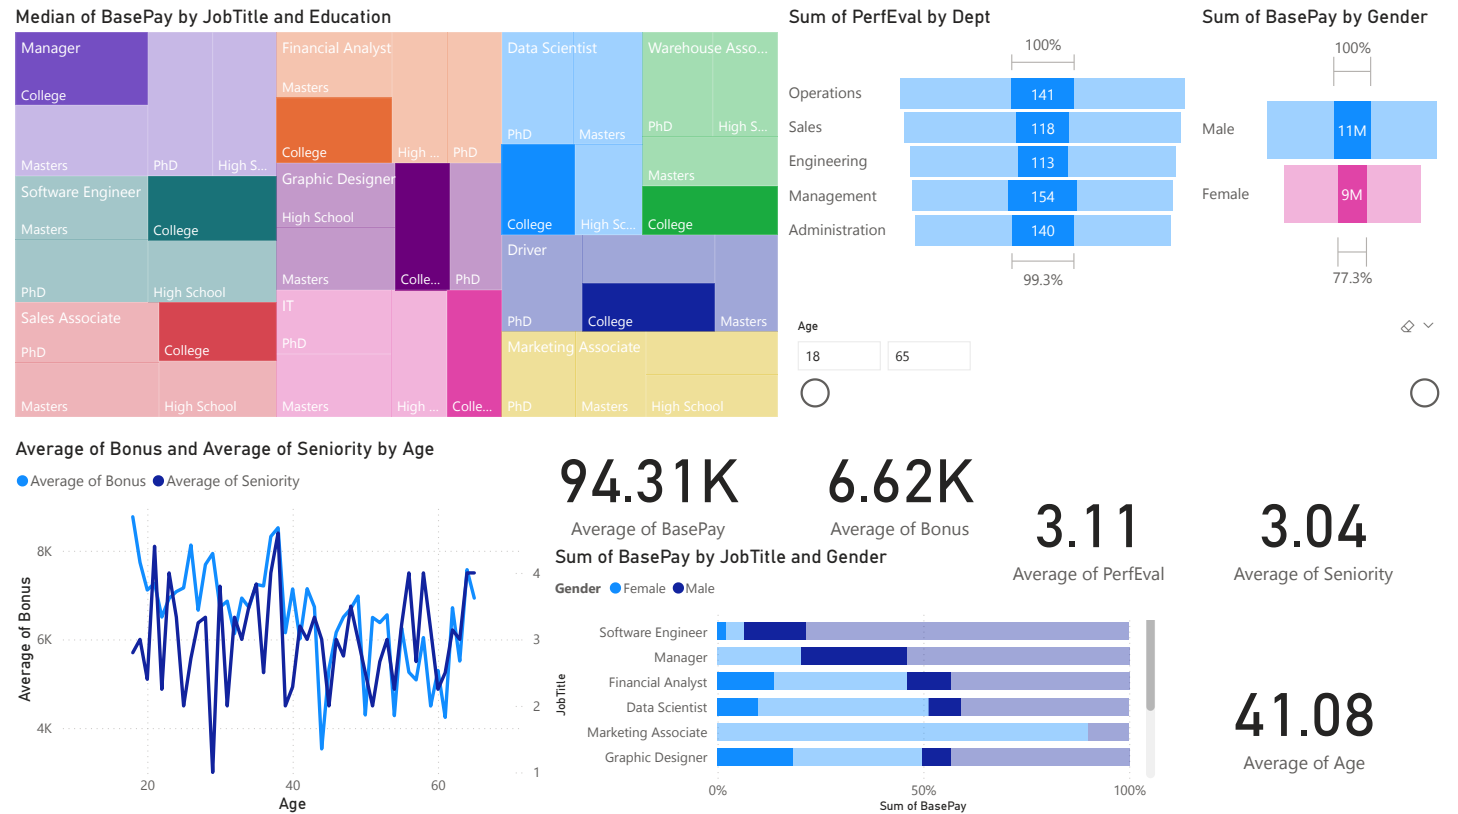 Median of BasePay by JobTitle and Education
Manager
College
Masters
PhD
High S...
Software Engineer
Masters
College
PhD
High School
Sales Associate
PhD
College
Masters
High School
Financial Analyst
Masters
College
High ...
PhD
Graphic Designer
High School
Masters
Colle...
PhD
IT
PhD
Masters
High ...
Colle...
Data Scientist
PhD
Masters
College
High Sc...
Warehouse Asso...
PhD
High S...
Masters
College
Driver
PhD
College
Masters
Marketing Associate
PhD
Masters
High School
Sum of PerfEval by Dept
100%
Operations
141
Sales
118
Engineering
113
Management
154
Administration
140
99.3%
Sum of BasePay by Gender
100%
Male
11M
Female
9M
77.3%
Age
18
65
Average of Bonus and Average of Seniority by Age
Average of Bonus
Average of Seniority
Average of Bonus
8K
6K
4K
4
3
2
1
20
40
60
Age
94.31K
Average of BasePay
6.62K
Average of Bonus
3.11
Average of PerfEval
3.04
Average of Seniority
41.08
Average of Age
Sum of BasePay by JobTitle and Gender
Gender
Female
Male
JobTitle
Software Engineer
Manager
Financial Analyst
Data Scientist
Marketing Associate
Graphic Designer
0%
50%
100%
Sum of BasePay